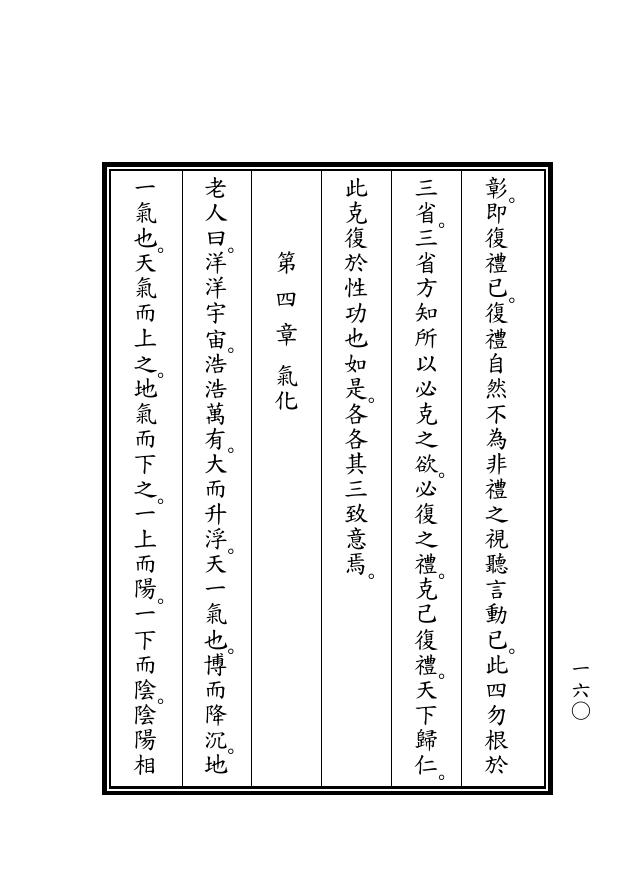 彰。即復禮已。復禮自然不為非禮之視聽言動已。此四勿根於
三省。三省方知所以必克之欲。必復之禮。克己復禮。天下歸仁。
此克復於性功也如是。各各其三致意焉。
第四章 氣化
老人曰。洋洋宇宙。浩浩萬有。大而升浮。天一氣也。博而降沉。地
一氣也。天氣而上之。地氣而下之。一上而陽。一下而陰。陰陽相
一六〇